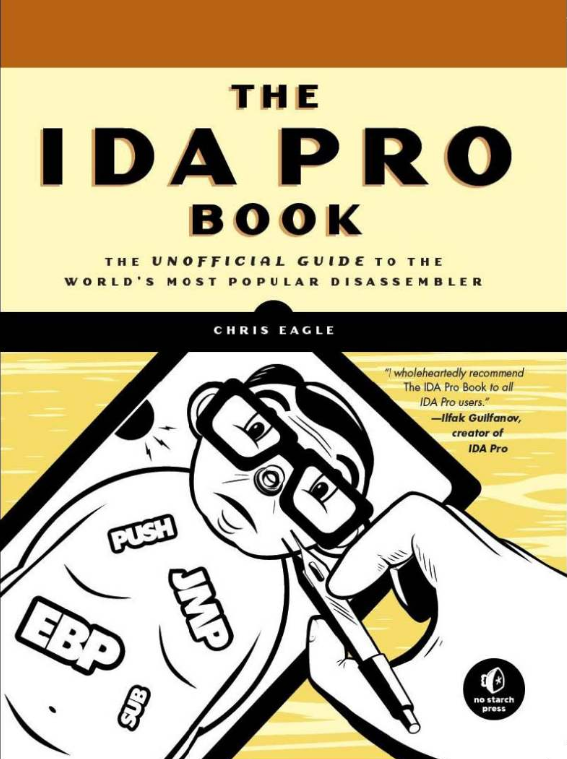 THE
IDA PRO
BOOK
THE UNOFFICIAL GUIDE TO THE
WORLD'S MOST POPULAR DISASSEMBLER
CHRIS EAGLE
"I wholeheartedly recommend
The IDA Pro Book to all
IDA Pro users."
—Ilfak Guilfanov,
creator of
IDA Pro
PUSH
JMP
EBP
SUB
no starch
press